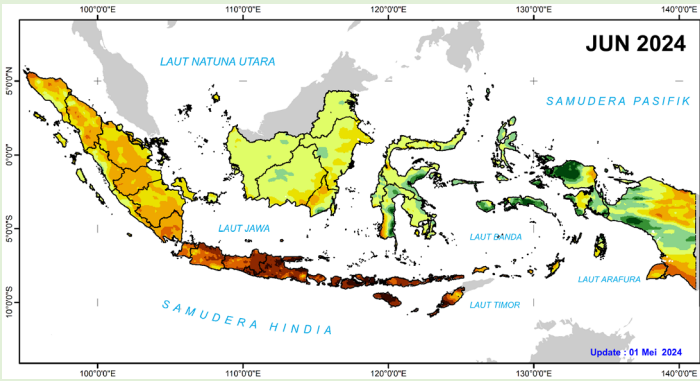 100°0'0"E 110°0'0"E 120°0'0"E 130°0'0"E 140°0'0"E
JUN 2024
LAUT NATUNA UTARA
5°0'0"N
SAMUDERA PASIFIK
0°0'0"
LAUT JAWA
5°0'0"S
LAUT BANDA
LAUT ARAFURA
SAMUDERA HINDIA
LAUT TIMOR
10°0'0"S
Update : 01 Mei 2024
100°0'0"E 110°0'0"E 120°0'0"E 130°0'0"E 140°0'0"E